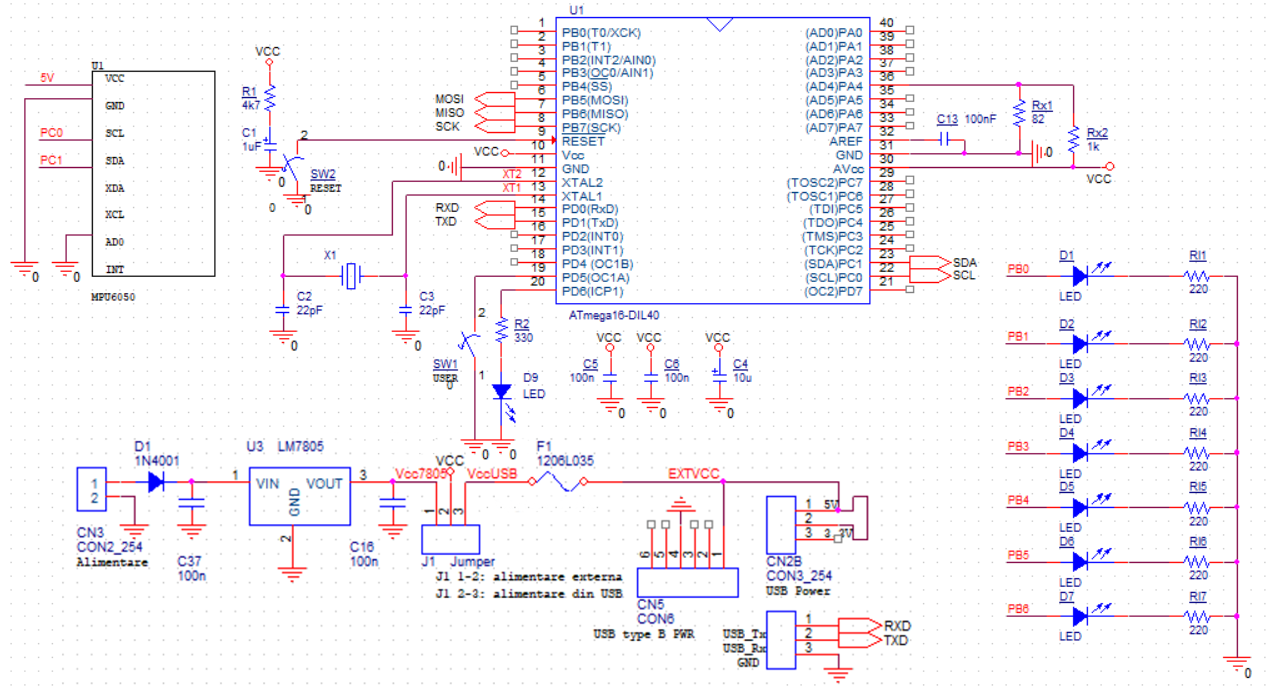 U1
5V
PC0
PC1
VCC
GND
SCL
SDA
XDA
XCL
AD0
INT
MPU6050
0
0
VCC
R1
4k7
C1
1uF
0
2
SW2
RESET
1
0
0
U1
1 PB0(T0/XCK)
2 PB1(T1)
3 PB2(INT2/AIN0)
4 PB3(OC0/AIN1)
5 PB4(SS)
MOSI 6 PB5(MOSI)
MISO 7 PB6(MISO)
SCK 8 PB7(SCK)
9 RESET
VCC 10 Vcc
0 11 GND
XT2 12 XTAL2
XT1 13 XTAL1
RXD 14 PD0(RxD)
TXD 15 PD1(TxD)
16 PD2(INT0)
17 PD3(INT1)
18 PD4 (OC1B)
19 PD5(OC1A)
20 PD6(ICP1)
(AD0)PA0 40
(AD1)PA1 39
(AD2)PA2 38
(AD3)PA3 37
(AD4)PA4 36
(AD5)PA5 35
(AD6)PA6 34
(AD7)PA7 33
AREF 32
GND 31
AVcc 30
(TOSC2)PC7 29
(TOSC1)PC6 28
(TDI)PC5 27
(TDO)PC4 26
(TMS)PC3 25
(TCK)PC2 24
(SDA)PC1 23 SDA
(SCL)PC0 22 SCL
(OC2)PD7 21
ATmega16-DIL40
C13 100nF
Rx1
82
Rx2
1k
0
VCC
X1
C2
22pF
0
C3
22pF
0
2
SW1
USER
0
1
0
R2
330
D9
LED
0
VCC
C5
100n
0
VCC
C6
100n
0
VCC
C4
10u
0
PB0 D1 LED RI1 220
PB1 D2 LED RI2 220
PB2 D3 LED RI3 220
PB3 D4 LED RI4 220
PB4 D5 LED RI5 220
PB5 D6 LED RI6 220
PB6 D7 LED RI7 220
0
1
2
CN3
CON2_254
Alimentare
D1
1N4001
C37
100n
U3 LM7805
1 VIN VOUT 3
GND
2
Vcc7805
C16
100n
VCC
VccUSB
1 2 3
J1 Jumper
J1 1-2: alimentare externa
J1 2-3: alimentare din USB
F1
1206L035
EXTVCC
6 5 4 3 2 1
CN5
CON6
USB type B PWR
1 5V
2
3 3.3V
CN2B
CON3_254
USB Power
USB_Tx 1 RXD
USB_Rx 2 TXD
GND 3